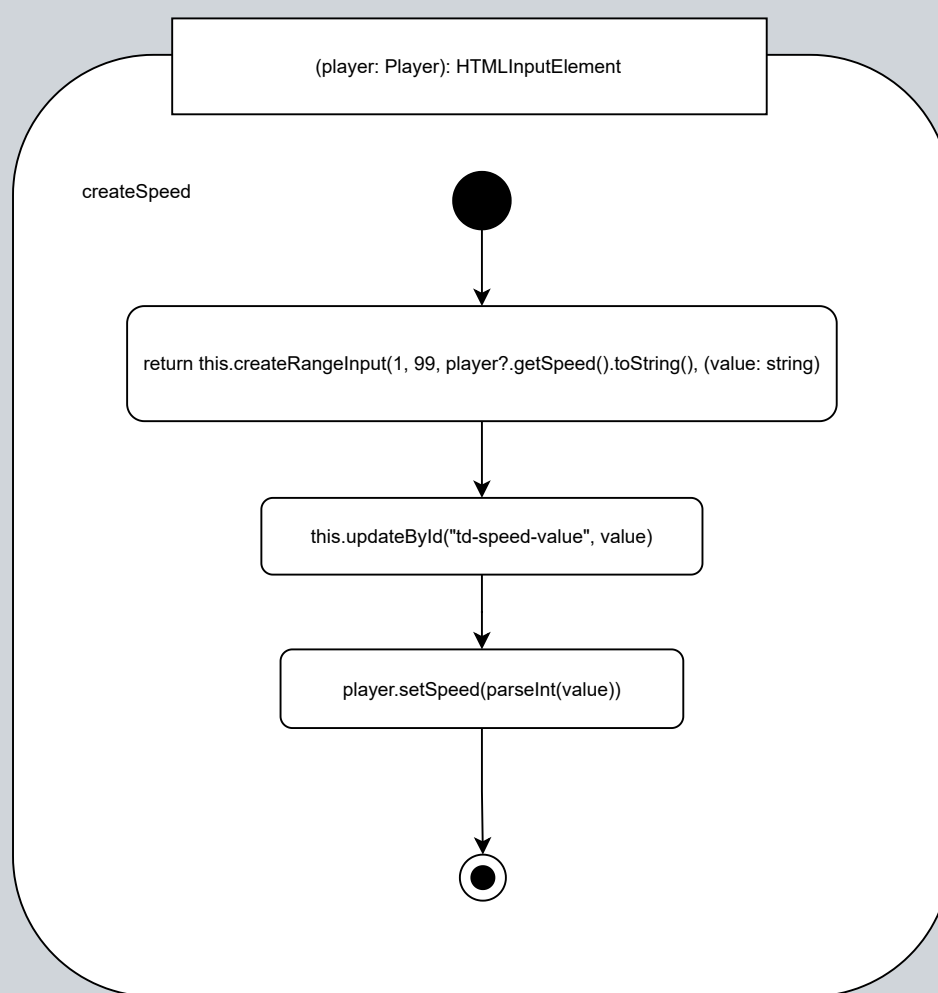 (player: Player): HTMLInputElement
createSpeed
return this.createRangeInput(1, 99, player?.getSpeed().toString(), (value: string)
this.updateById("td-speed-value", value)
player.setSpeed(parseInt(value))